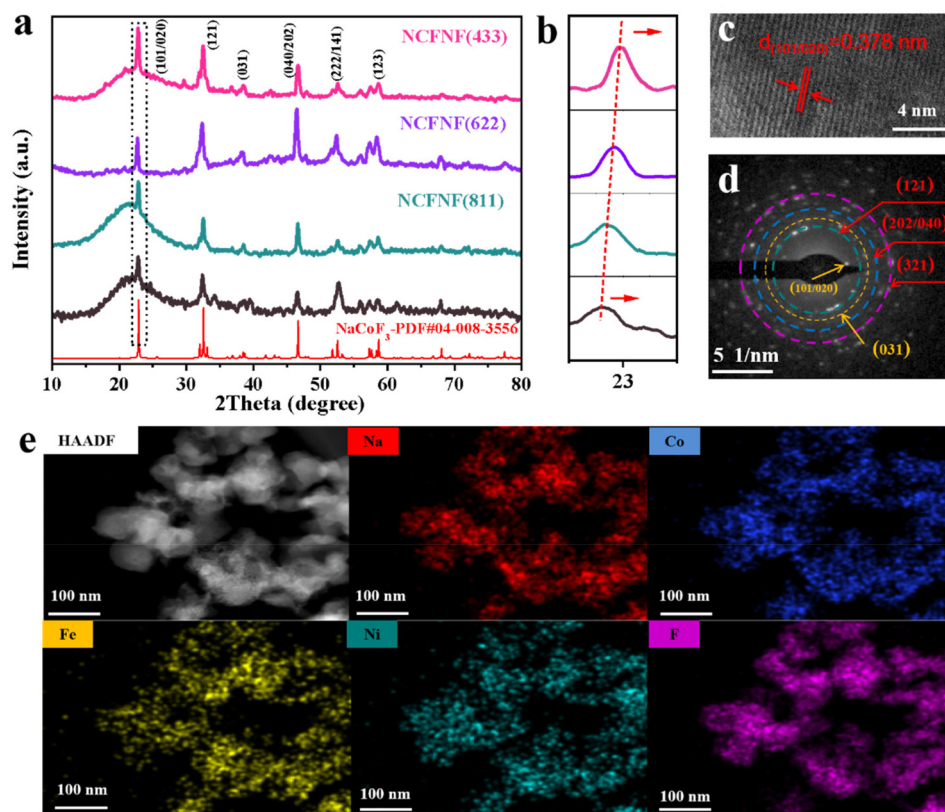 a
NCFNF(433)
(101/020)
(121)
(031)
(040/202)
(222/141)
(123)
NCFNF(622)
NCFNF(811)
NaCoF3-PDF#04-008-3556
Intensity (a.u.)
10 20 30 40 50 60 70 80
2Theta (degree)
b
23
c
d(101/020)=0.378 nm
4 nm
d
(121)
(202/040)
(321)
(101/020)
(031)
5 1/nm
e
HAADF
100 nm
Na
100 nm
Co
100 nm
Fe
100 nm
Ni
100 nm
F
100 nm